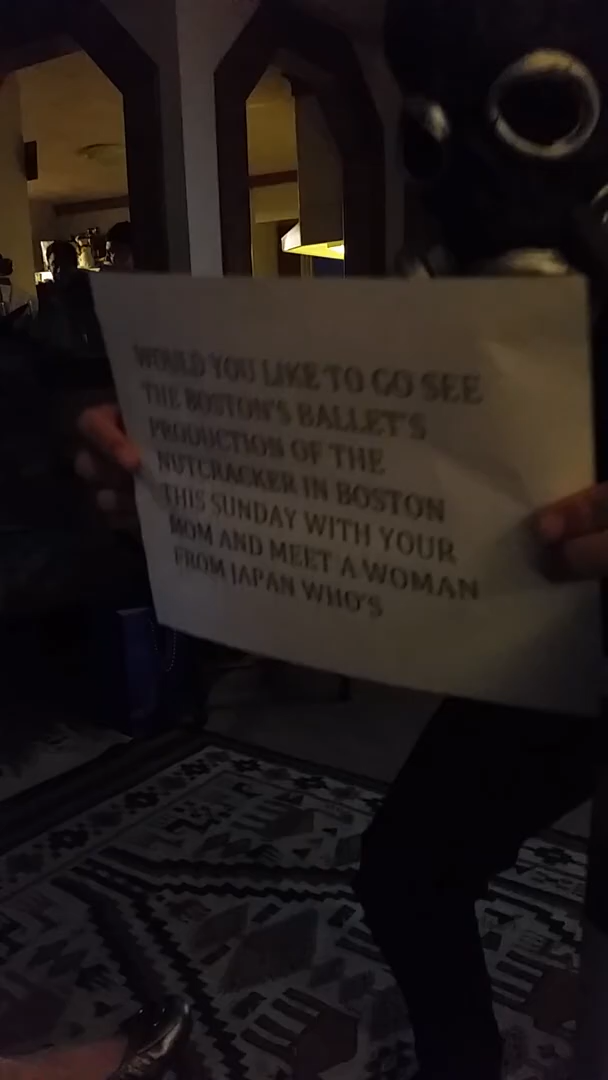 WOULD YOU LIKE TO GO SEE
THE BOSTON'S BALLET'S
PRODUCTION OF THE
NUTCRACKER IN BOSTON
THIS SUNDAY WITH YOUR
MOM AND MEET A WOMAN
FROM JAPAN WHO'S